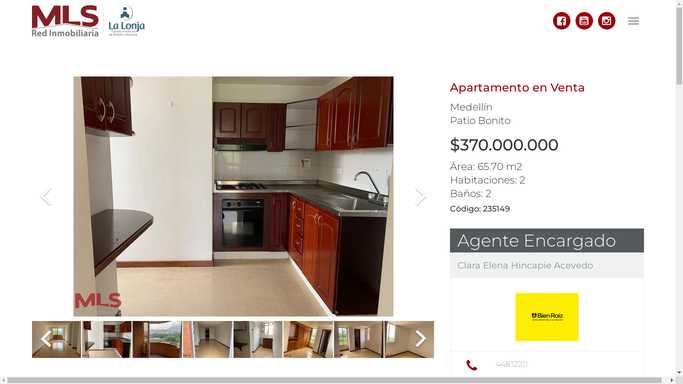 MLS
Red Inmobiliaria
La Lonja
Apartamento en Venta
Medellín
Patio Bonito
$370.000.000
Área: 65.70 m2
Habitaciones: 2
Baños: 2
Código: 235149
MLS
Agente Encargado
Clara Elena Hincapie Acevedo
Bien Raíz
4481220